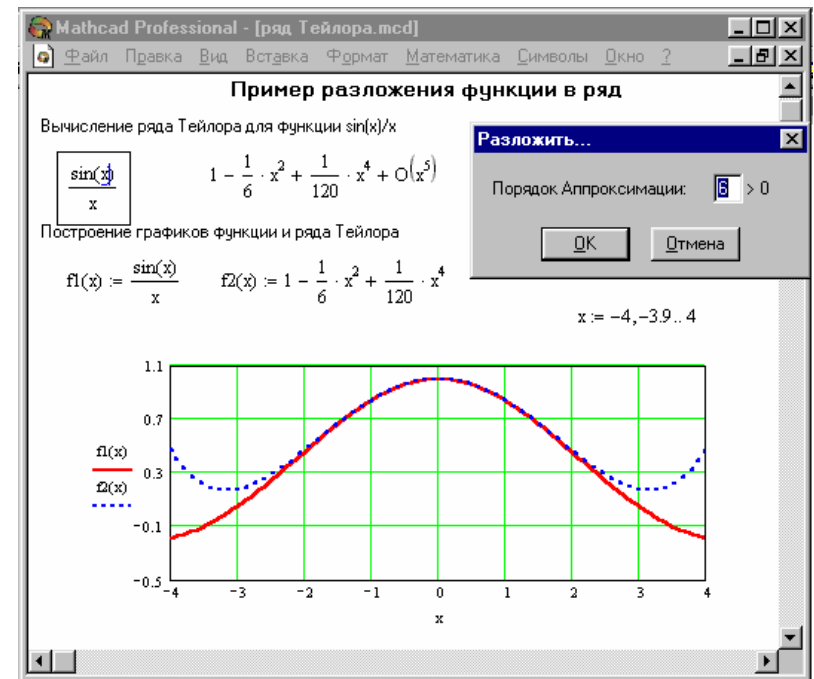 Mathcad Professional - [ряд Тейлора.mcd]
Файл Правка Вид Вставка Формат Математика Символы Окно ?
Пример разложения функции в ряд
Вычисление ряда Тейлора для функции sin(x)/x
sin(x)/x
1 − 1/6 · x^2 + 1/120 · x^4 + O(x^5)
Разложить...
Порядок Аппроксимации: 6 > 0
OK Отмена
Построение графиков функции и ряда Тейлора
f1(x) := sin(x)/x f2(x) := 1 − 1/6 · x^2 + 1/120 · x^4
x := −4,−3.9.. 4
1.1
0.7
f1(x)
0.3
f2(x)
−0.1
−0.5
−4 −3 −2 −1 0 1 2 3 4
x